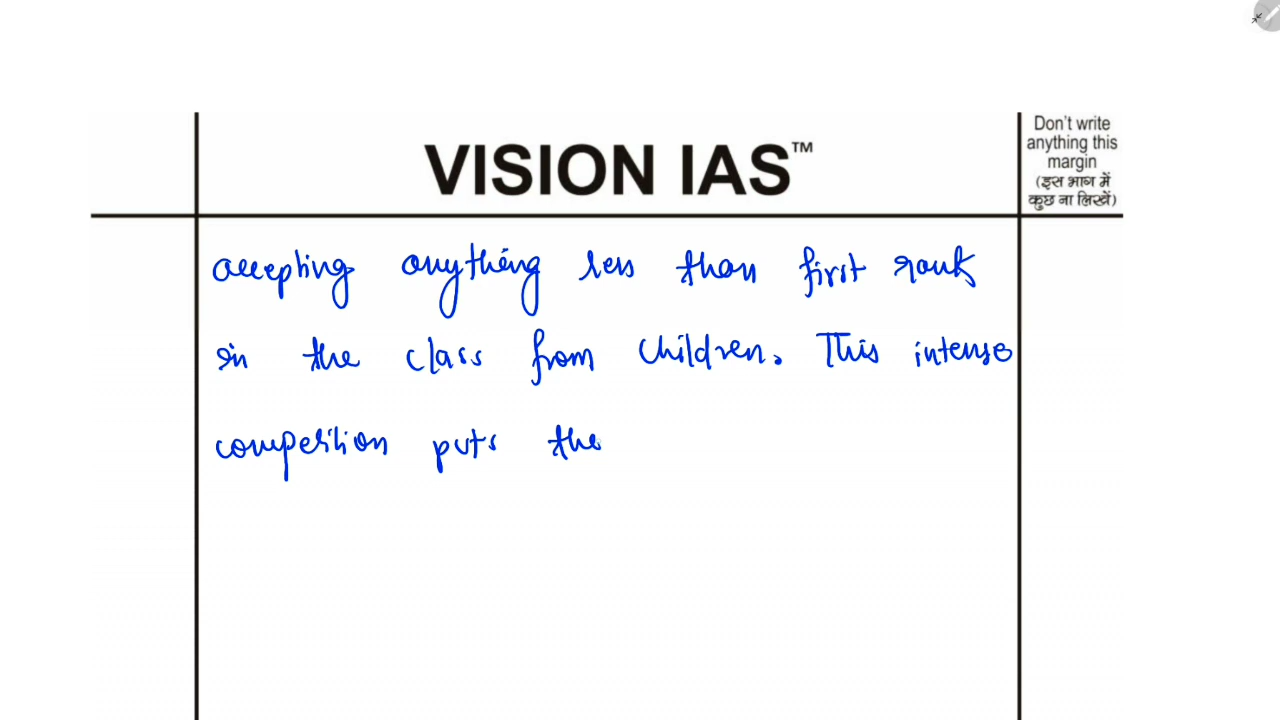 VISION IAS™
Don't write
anything this
margin
(इस भाग में
कुछ ना लिखें)
accepting anything less than first rank
in the class from children. This intense
competition puts the